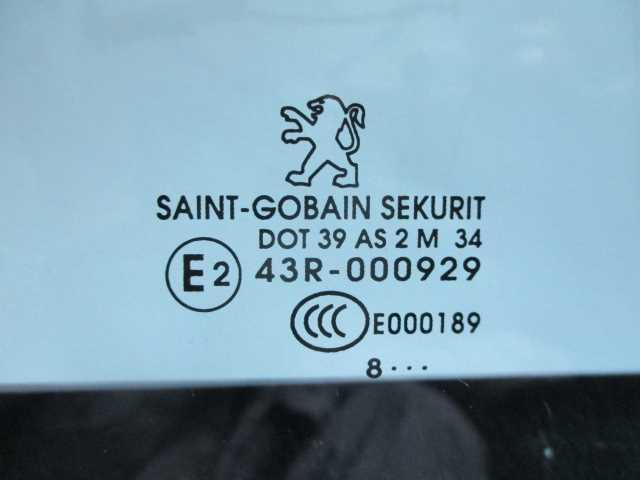 SAINT-GOBAIN SEKURIT
DOT 39 AS 2 M 34
E2 43R-000929
CCC E000189
8...